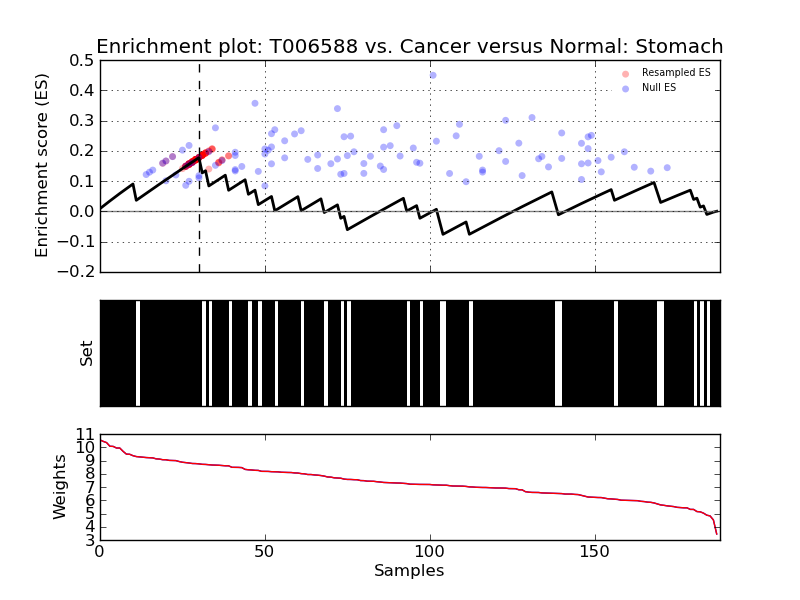 Enrichment plot: T006588 vs. Cancer versus Normal: Stomach
Enrichment score (ES)
0.5
0.4
0.3
0.2
0.1
0.0
−0.1
−0.2
Resampled ES
Null ES
Set
Weights
11
10
9
8
7
6
5
4
3
0 50 100 150
Samples